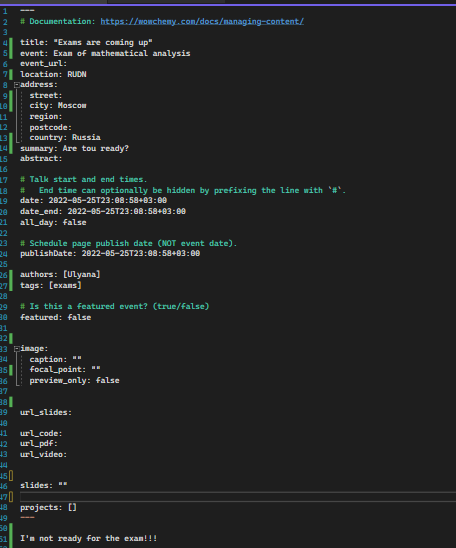 ---
# Documentation: https://wowchemy.com/docs/managing-content/
title: "Exams are coming up"
event: Exam of mathematical analysis
event_url:
location: RUDN
address:
street:
city: Moscow
region:
postcode:
country: Russia
summary: Are tou ready?
abstract:
# Talk start and end times.
#   End time can optionally be hidden by prefixing the line with `#`.
date: 2022-05-25T23:08:58+03:00
date_end: 2022-05-25T23:08:58+03:00
all_day: false
# Schedule page publish date (NOT event date).
publishDate: 2022-05-25T23:08:58+03:00
authors: [Ulyana]
tags: [exams]
# Is this a featured event? (true/false)
featured: false
image:
caption: ""
focal_point: ""
preview_only: false
url_slides:
url_code:
url_pdf:
url_video:
slides: ""
projects: []
---
I'm not ready for the exam!!!